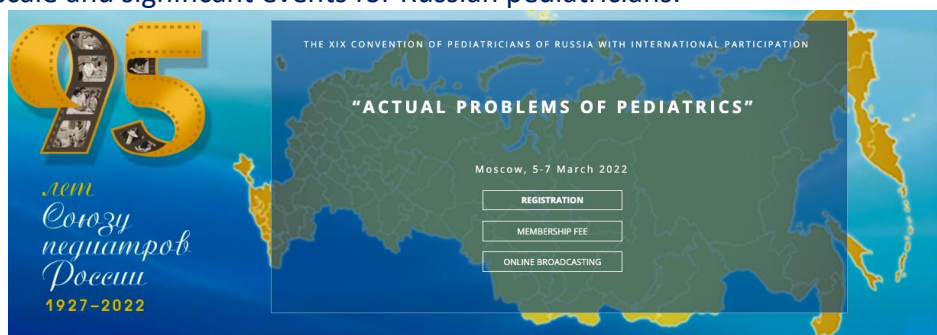 scale and significant events for Russian pediatricians.
THE XIX CONVENTION OF PEDIATRICIANS OF RUSSIA WITH INTERNATIONAL PARTICIPATION
“ACTUAL PROBLEMS OF PEDIATRICS”
Moscow, 5-7 March 2022
REGISTRATION
MEMBERSHIP FEE
ONLINE BROADCASTING
95
лет
Союзу
педиатров
России
1927–2022